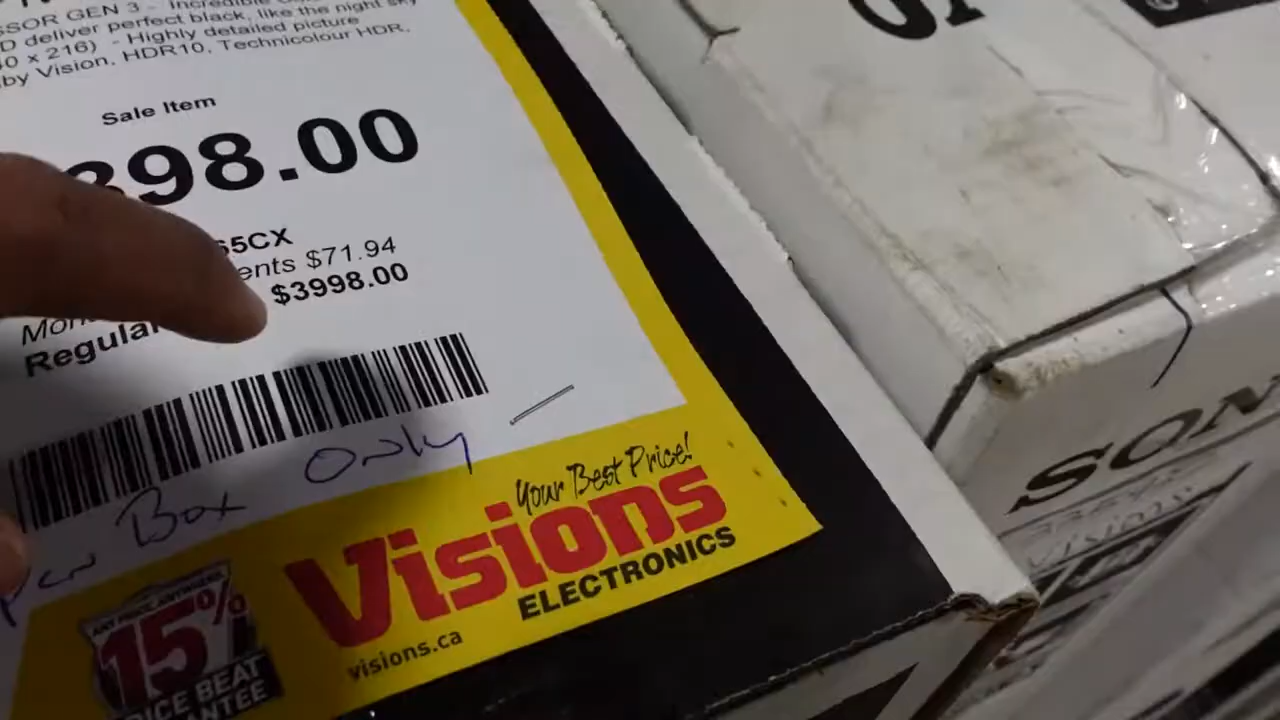 SSOR GEN 3 - Incredible
D deliver perfect black, like the night sky
0 x 216) - Highly detailed picture
by Vision, HDR10, Technicolour HDR,
Sale Item
398.00
65CX
ents $71.94
Regular $3998.00
Box Only
Your Best Price!
Visions
ELECTRONICS
visions.ca
15%
PRICE BEAT
SON